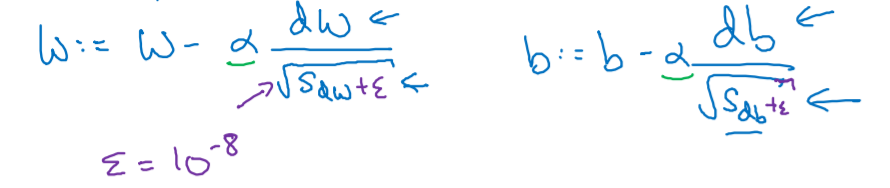 w := w - α dw / √(S_dw + ε)    b := b - α db / √(S_db + ε)
ε = 10^-8